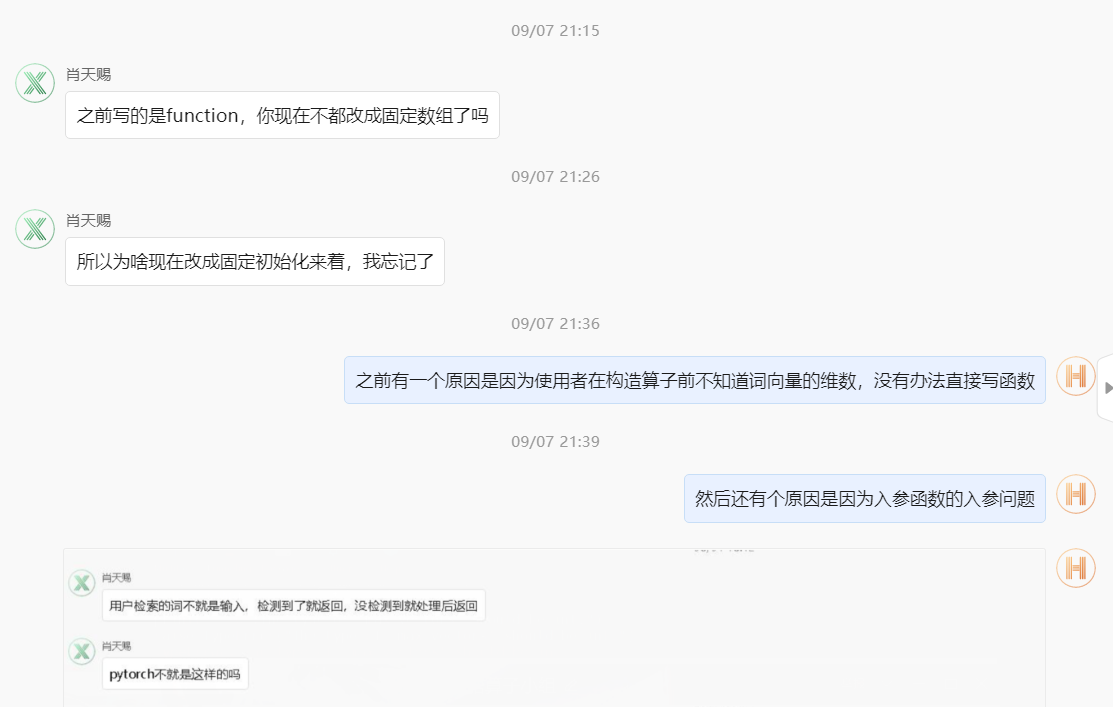 09/07 21:15
肖天赐
之前写的是function，你现在不都改成固定数组了吗
09/07 21:26
肖天赐
所以为啥现在改成固定初始化来着，我忘记了
09/07 21:36
之前有一个原因是因为使用者在构造算子前不知道词向量的维数，没有办法直接写函数
09/07 21:39
然后还有个原因是因为入参函数的入参问题
肖天赐
用户检索的词不就是输入，检测到了就返回，没检测到就处理后返回
肖天赐
pytorch不就是这样的吗